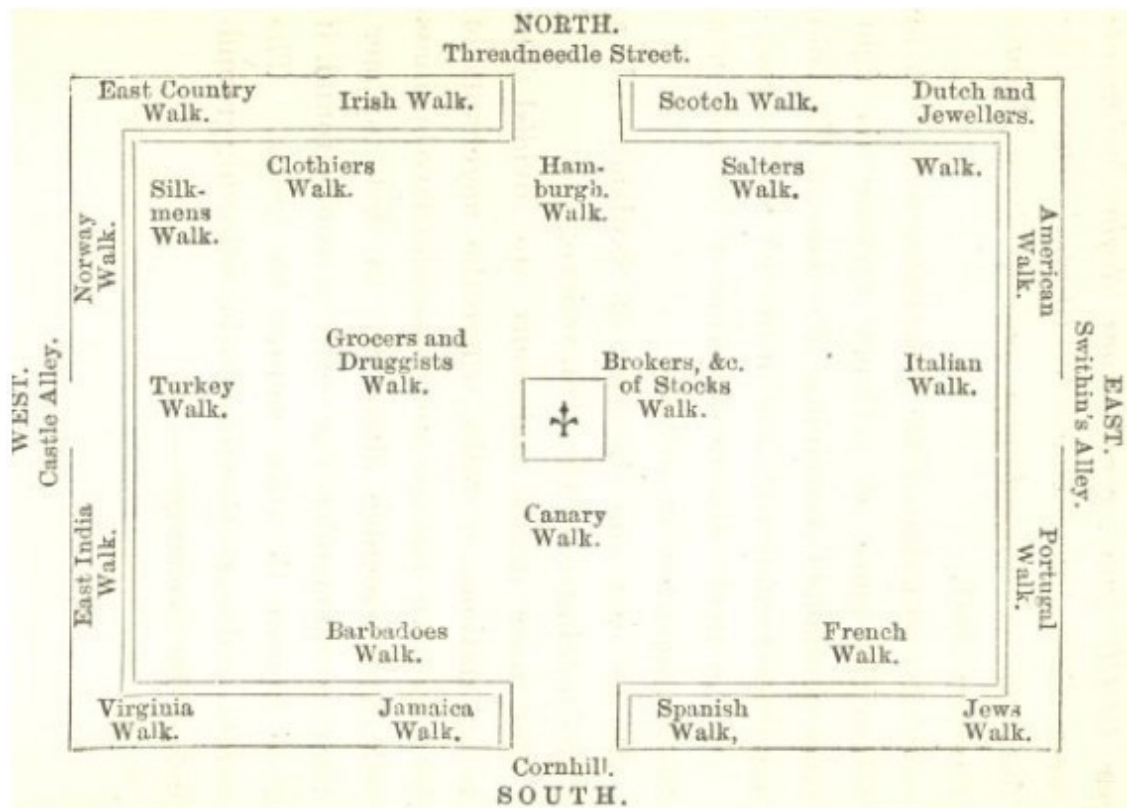 NORTH.
Threadneedle Street.
East Country
Walk.
Irish Walk.
Scotch Walk.
Dutch and
Jewellers.
Clothiers
Walk.
Ham-
burgh.
Walk.
Salters
Walk.
Walk.
Silk-
mens
Walk.
Norway
Walk.
American
Walk.
Grocers and
Druggists
Walk.
Brokers, &c.
of Stocks
Walk.
Italian
Walk.
Turkey
Walk.
WEST.
Castle Alley.
Swithin's Alley.
EAST.
Canary
Walk.
East India
Walk.
Portugal
Walk.
Barbadoes
Walk.
French
Walk.
Virginia
Walk.
Jamaica
Walk.
Spanish
Walk,
Jews
Walk.
Cornhill.
SOUTH.